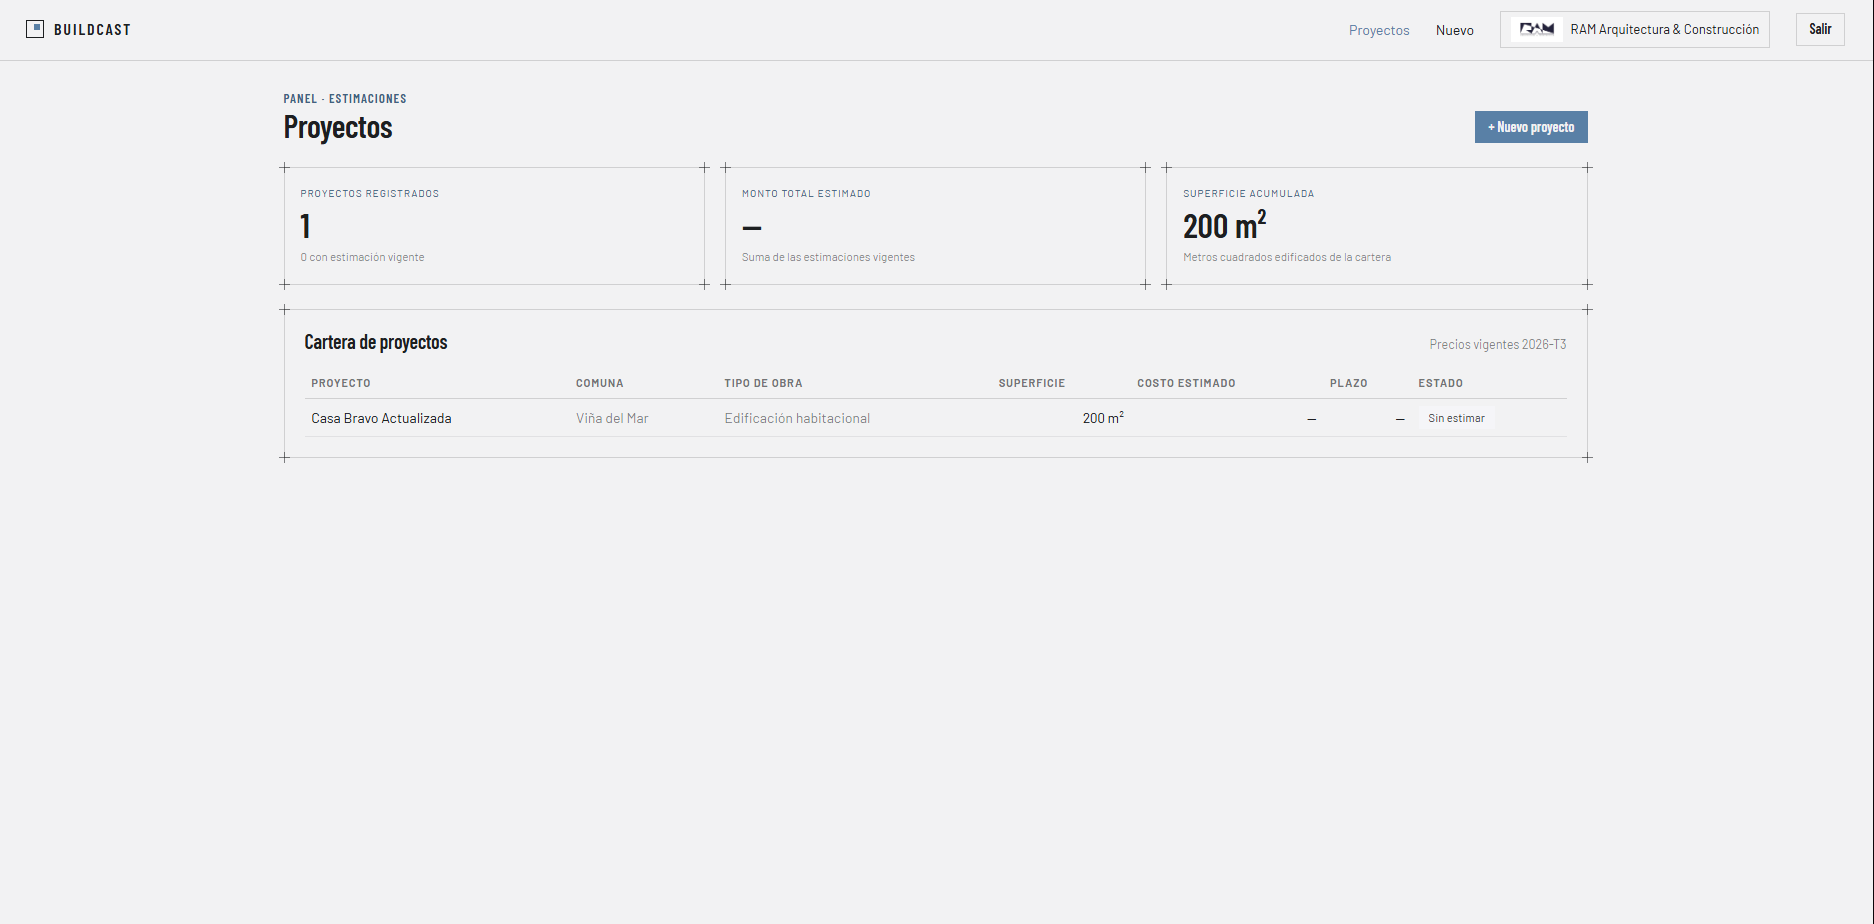 BUILDCAST
Proyectos
Nuevo
RAM
RAM Arquitectura & Construcción
Salir
PANEL · ESTIMACIONES
Proyectos
+ Nuevo proyecto
PROYECTOS REGISTRADOS
1
0 con estimación vigente
MONTO TOTAL ESTIMADO
—
Suma de las estimaciones vigentes
SUPERFICIE ACUMULADA
200 m²
Metros cuadrados edificados de la cartera
Cartera de proyectos
Precios vigentes 2026-T3
PROYECTO COMUNA TIPO DE OBRA SUPERFICIE COSTO ESTIMADO PLAZO ESTADO
Casa Bravo Actualizada Viña del Mar Edificación habitacional 200 m² — — Sin estimar